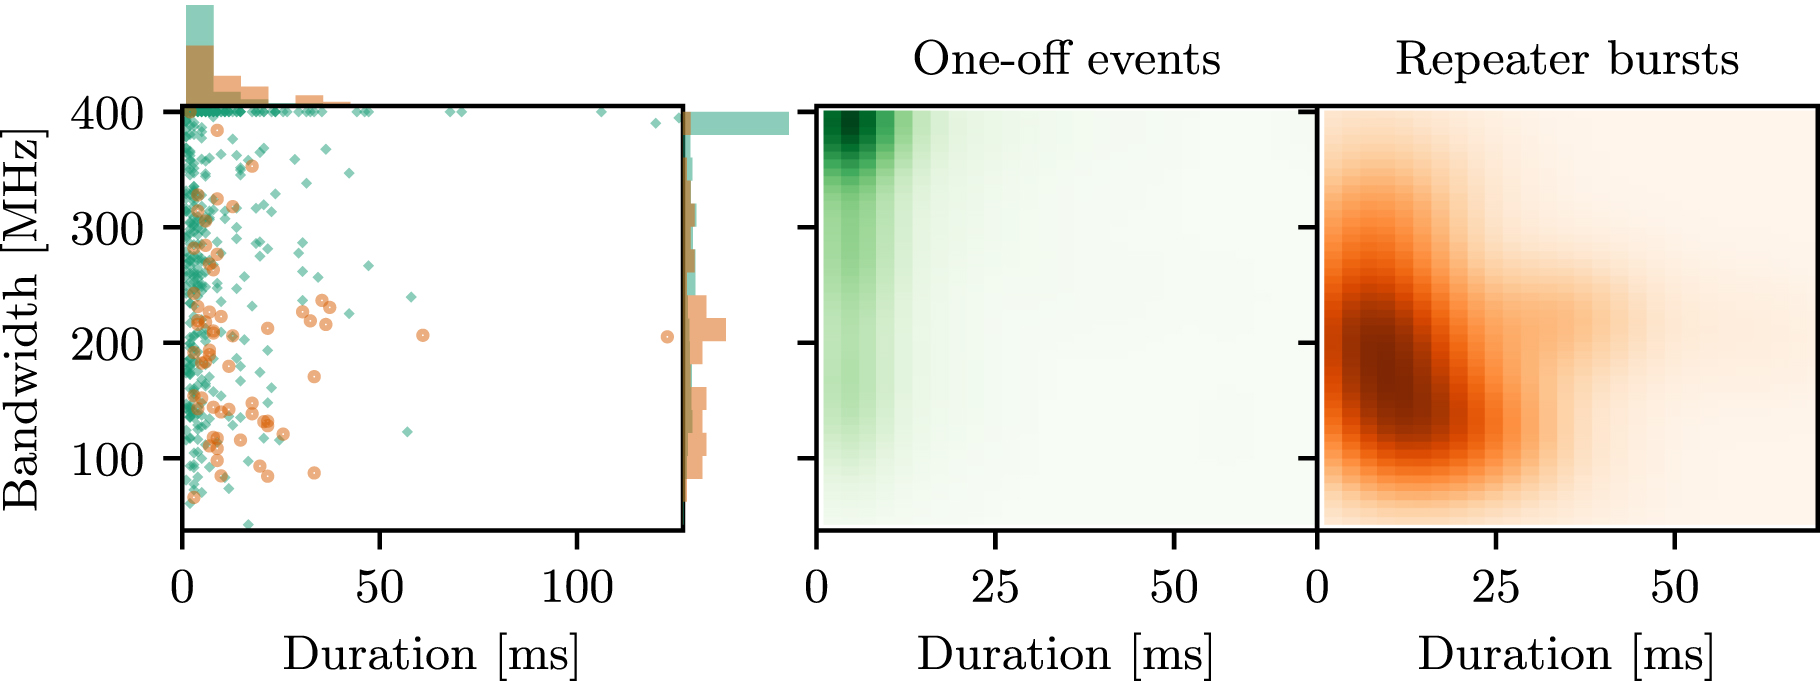 One-off events
Repeater bursts
Bandwidth [MHz]
400
300
200
100
0
50
100
0
25
50
0
25
50
Duration [ms]
Duration [ms]
Duration [ms]